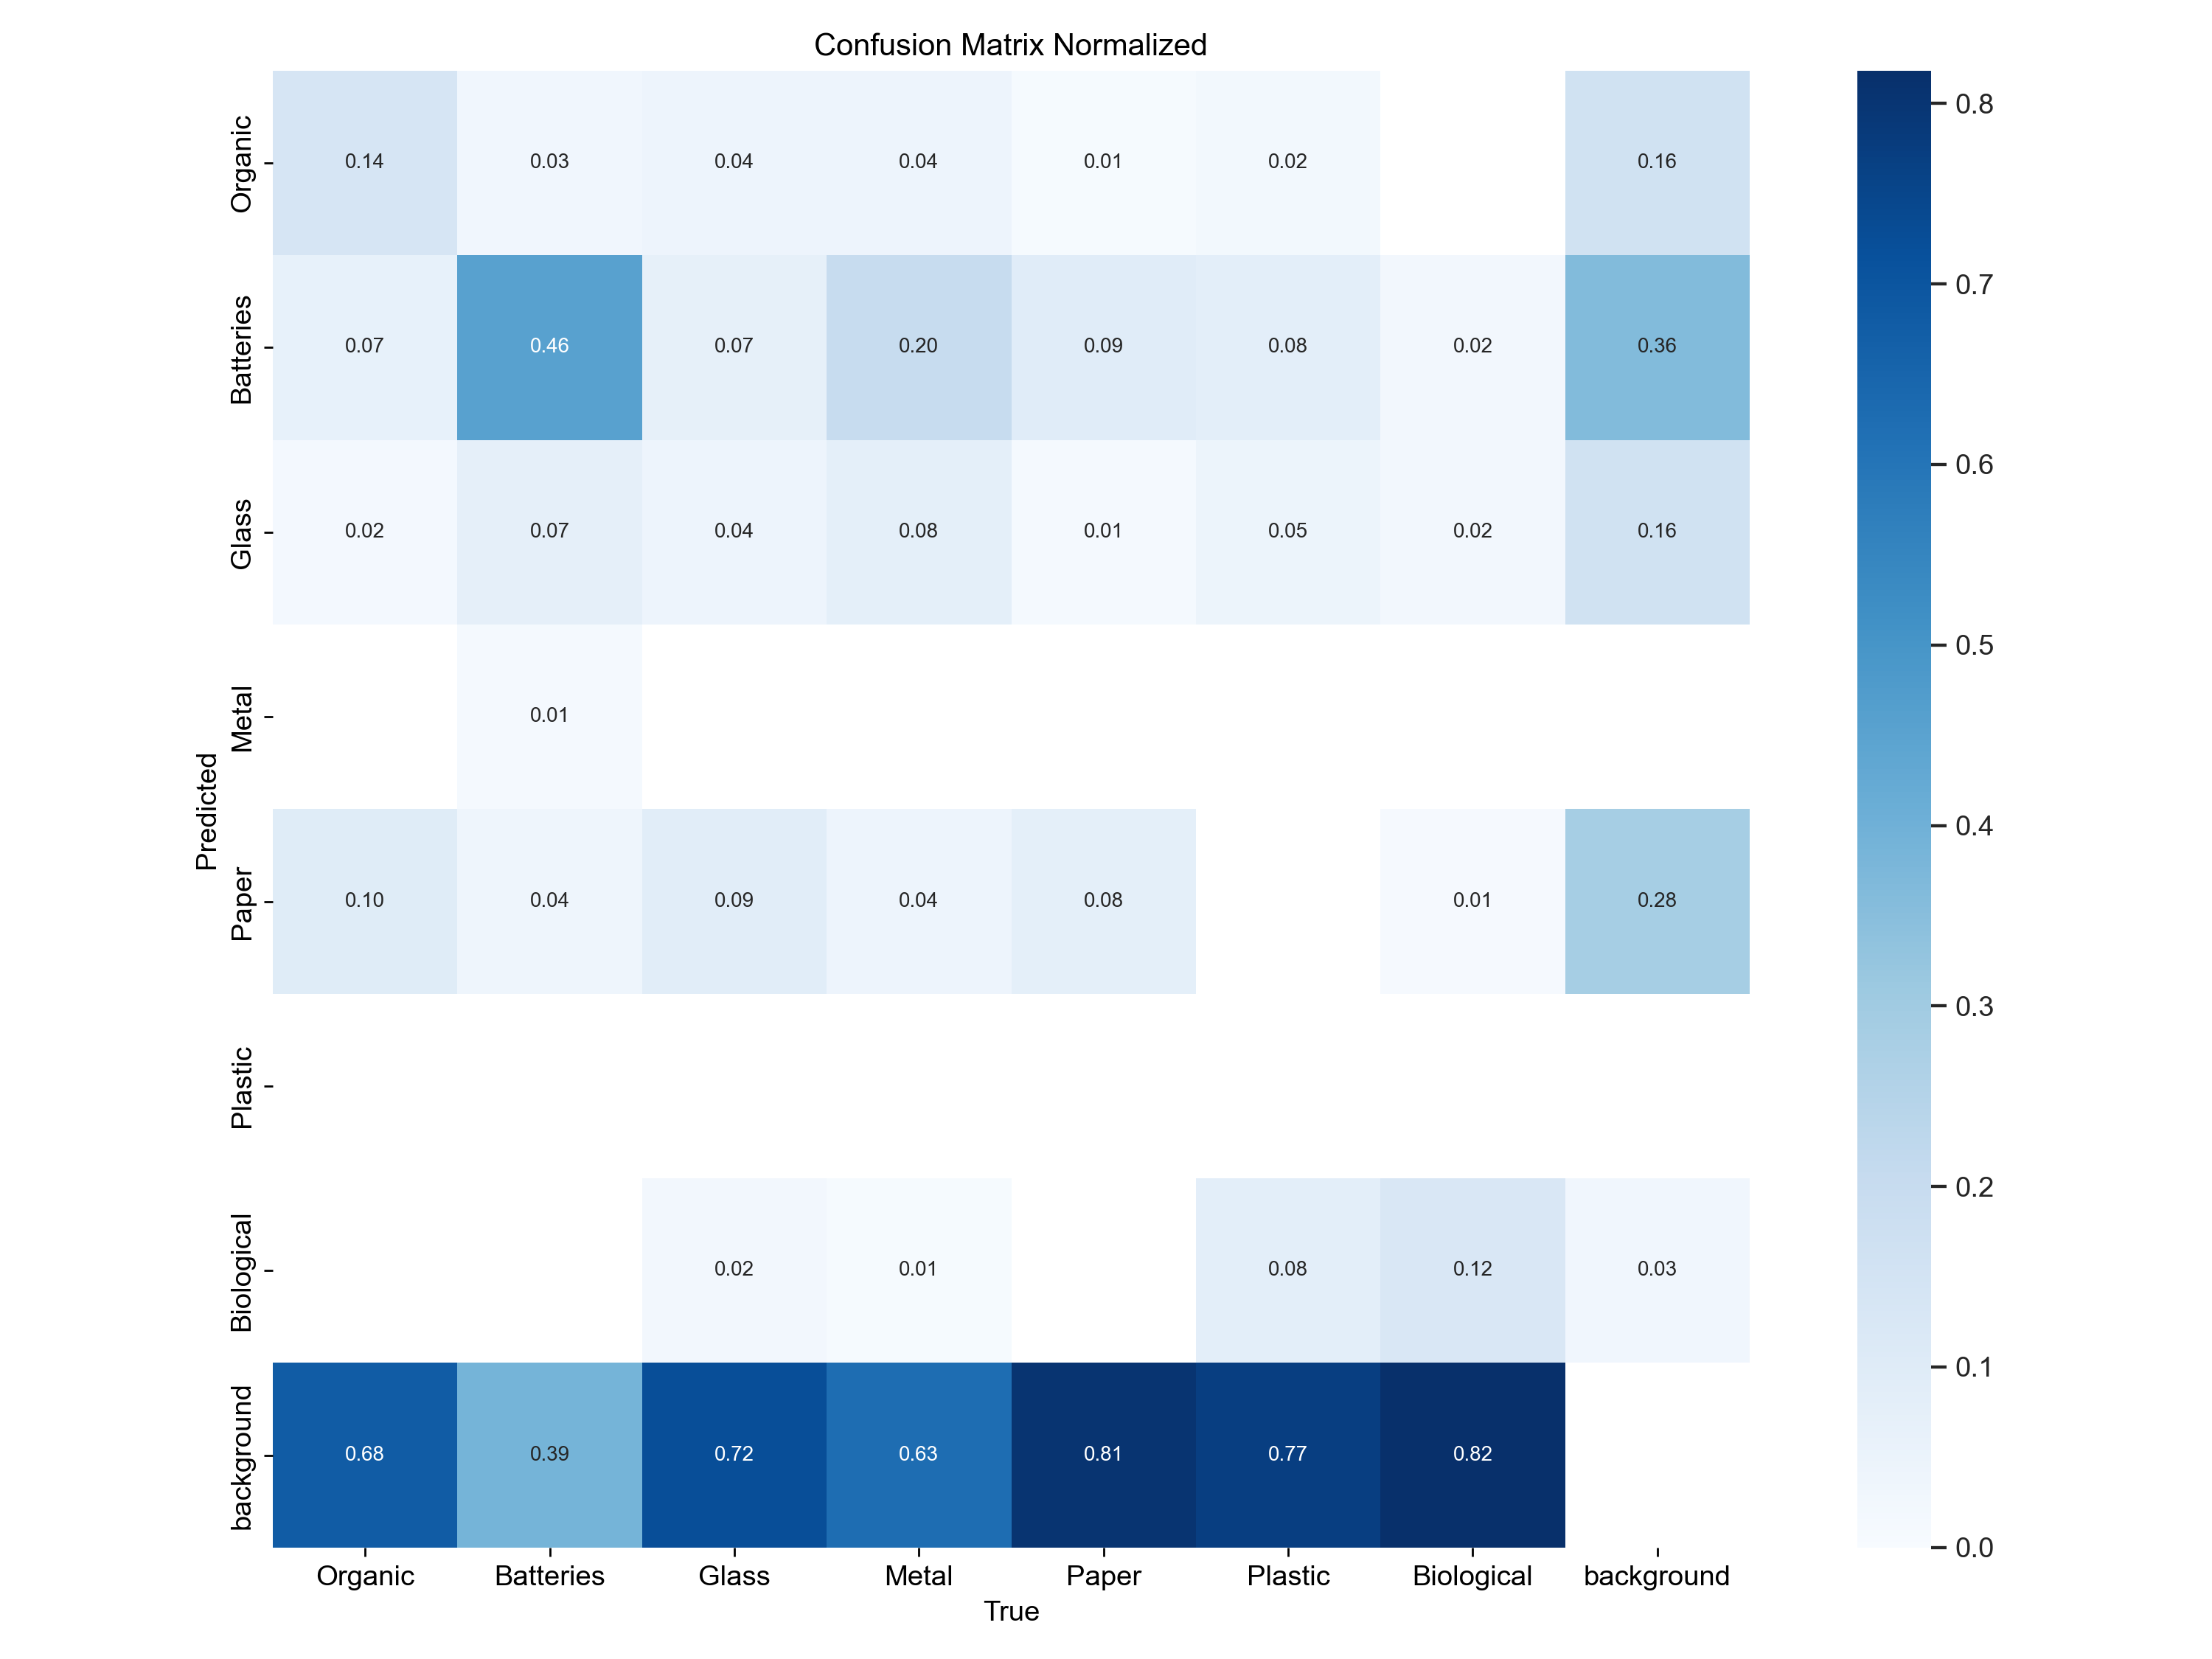 Confusion Matrix Normalized
Organic
0.14 0.03 0.04 0.04 0.01 0.02 0.16
Batteries
0.07 0.46 0.07 0.20 0.09 0.08 0.02 0.36
Glass
0.02 0.07 0.04 0.08 0.01 0.05 0.02 0.16
Metal
0.01
Paper
0.10 0.04 0.09 0.04 0.08 0.01 0.28
Plastic
Biological
0.02 0.01 0.08 0.12 0.03
background
0.68 0.39 0.72 0.63 0.81 0.77 0.82
Predicted
Organic Batteries Glass Metal Paper Plastic Biological background
True
0.8
0.7
0.6
0.5
0.4
0.3
0.2
0.1
0.0